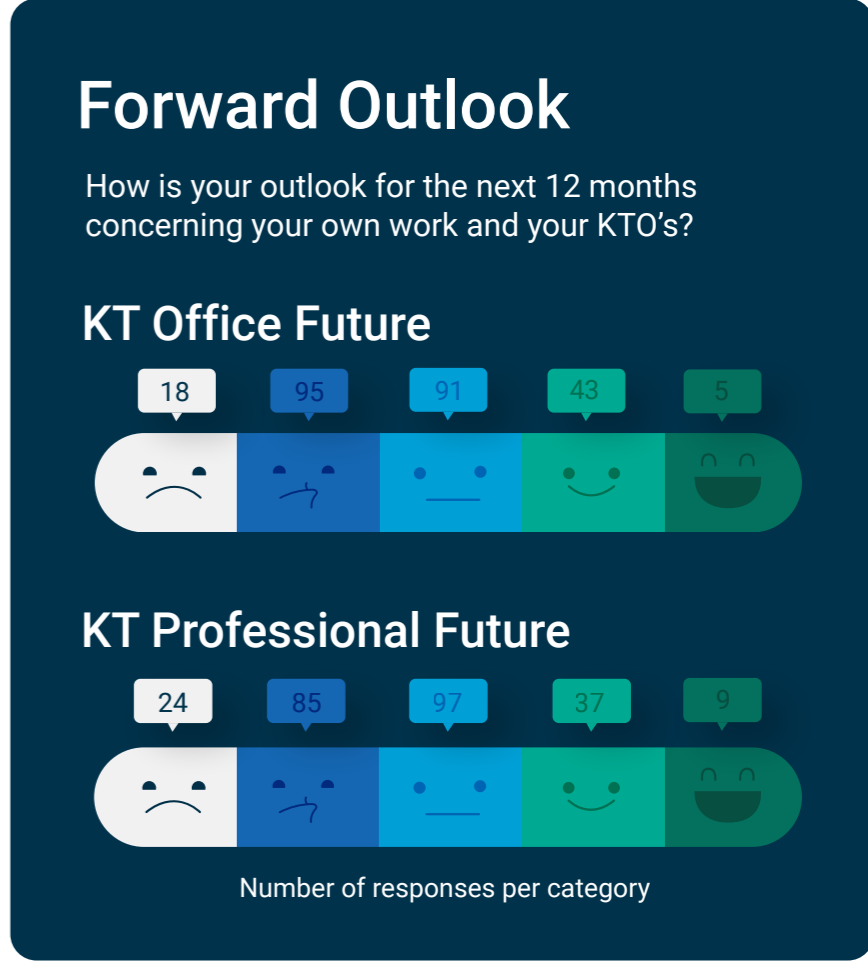 Forward Outlook
How is your outlook for the next 12 months
concerning your own work and your KTO’s?
KT Office Future
18 95 91 43 5
KT Professional Future
24 85 97 37 9
Number of responses per category